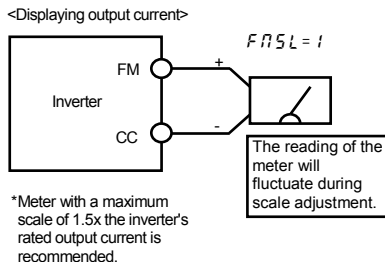 <Displaying output current>
FMSL=1
FM
+
Inverter
CC
-
The reading of the
meter will
fluctuate during
scale adjustment.
*Meter with a maximum
scale of 1.5x the inverter's
rated output current is
recommended.